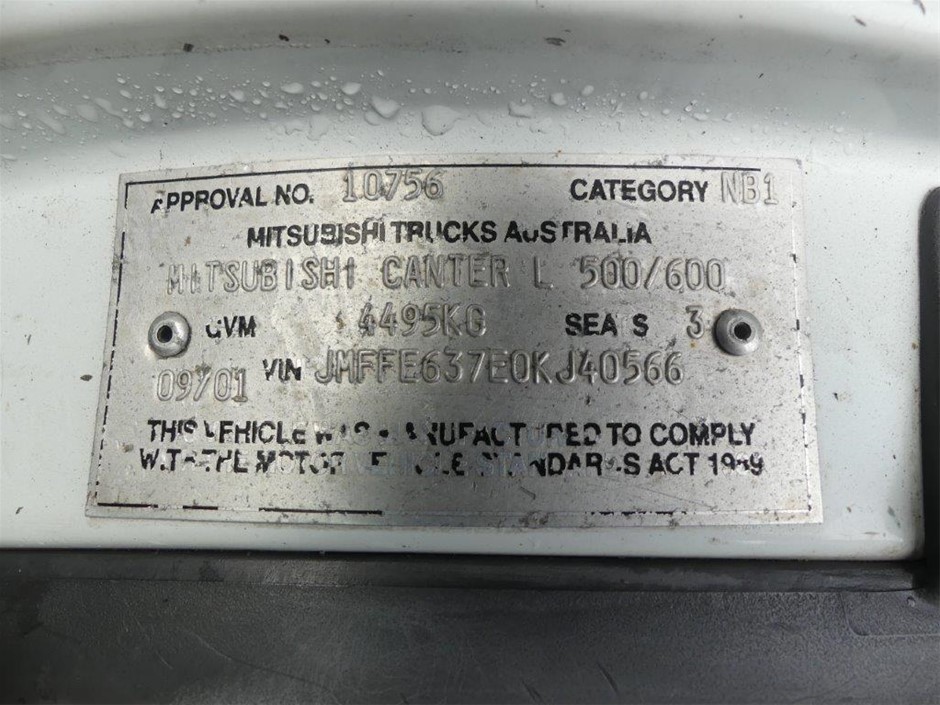 APPROVAL NO. 10756 CATEGORY NB1
MITSUBISHI TRUCKS AUSTRALIA
MITSUBISHI CANTER L 500/600
GVM 4495KG SEATS 3
09/01 VIN JMFFE637E0KJ40566
THIS VEHICLE WAS MANUFACTURED TO COMPLY
WITH THE MOTOR VEHICLE STANDARDS ACT 1989